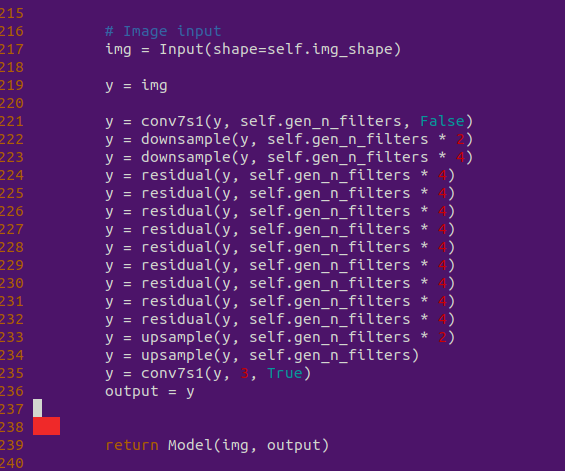 215
216         # Image input
217         img = Input(shape=self.img_shape)
218
219         y = img
220
221         y = conv7s1(y, self.gen_n_filters, False)
222         y = downsample(y, self.gen_n_filters * 2)
223         y = downsample(y, self.gen_n_filters * 4)
224         y = residual(y, self.gen_n_filters * 4)
225         y = residual(y, self.gen_n_filters * 4)
226         y = residual(y, self.gen_n_filters * 4)
227         y = residual(y, self.gen_n_filters * 4)
228         y = residual(y, self.gen_n_filters * 4)
229         y = residual(y, self.gen_n_filters * 4)
230         y = residual(y, self.gen_n_filters * 4)
231         y = residual(y, self.gen_n_filters * 4)
232         y = residual(y, self.gen_n_filters * 4)
233         y = upsample(y, self.gen_n_filters * 2)
234         y = upsample(y, self.gen_n_filters)
235         y = conv7s1(y, 3, True)
236         output = y
237
238
239         return Model(img, output)
240